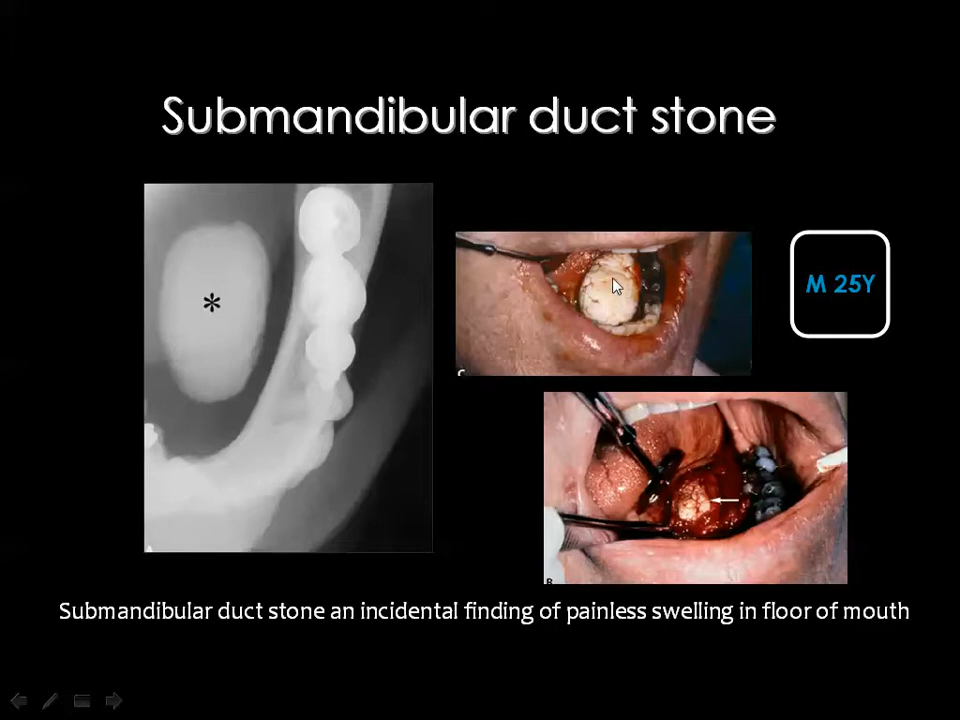 Submandibular duct stone
*
C
M 25Y
B
Submandibular duct stone an incidental finding of painless swelling in floor of mouth